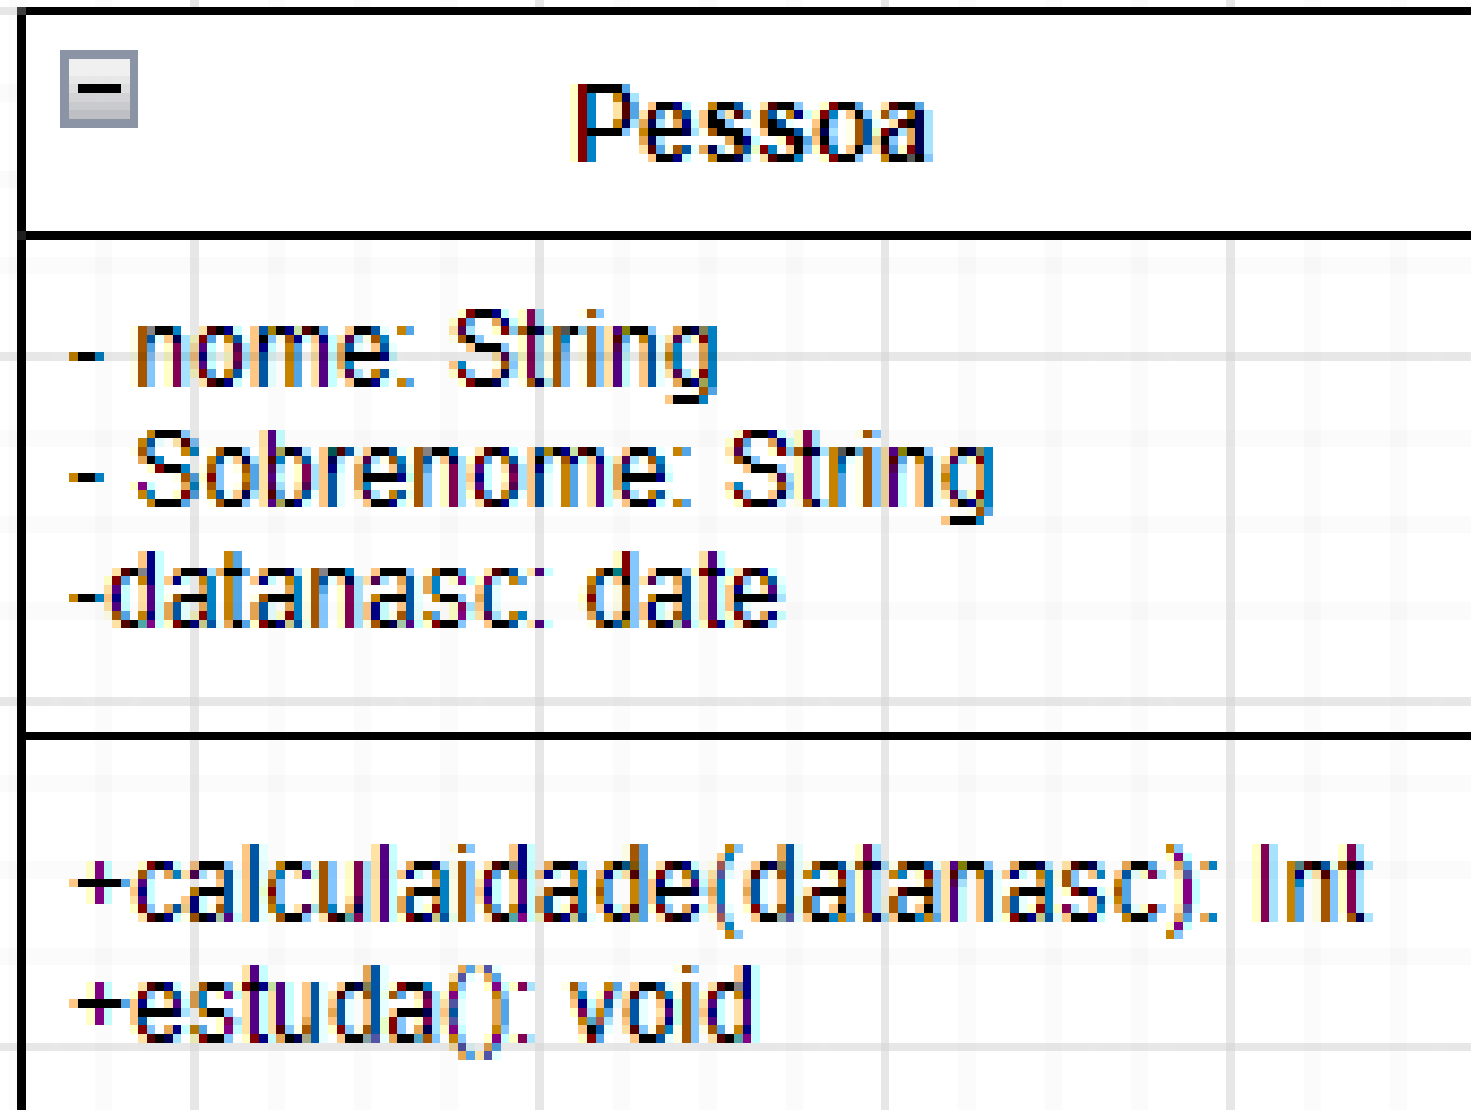 Pessoa
- nome: String
- Sobrenome: String
-datanasc: date
+calculaidade(datanasc): Int
+estuda(): void